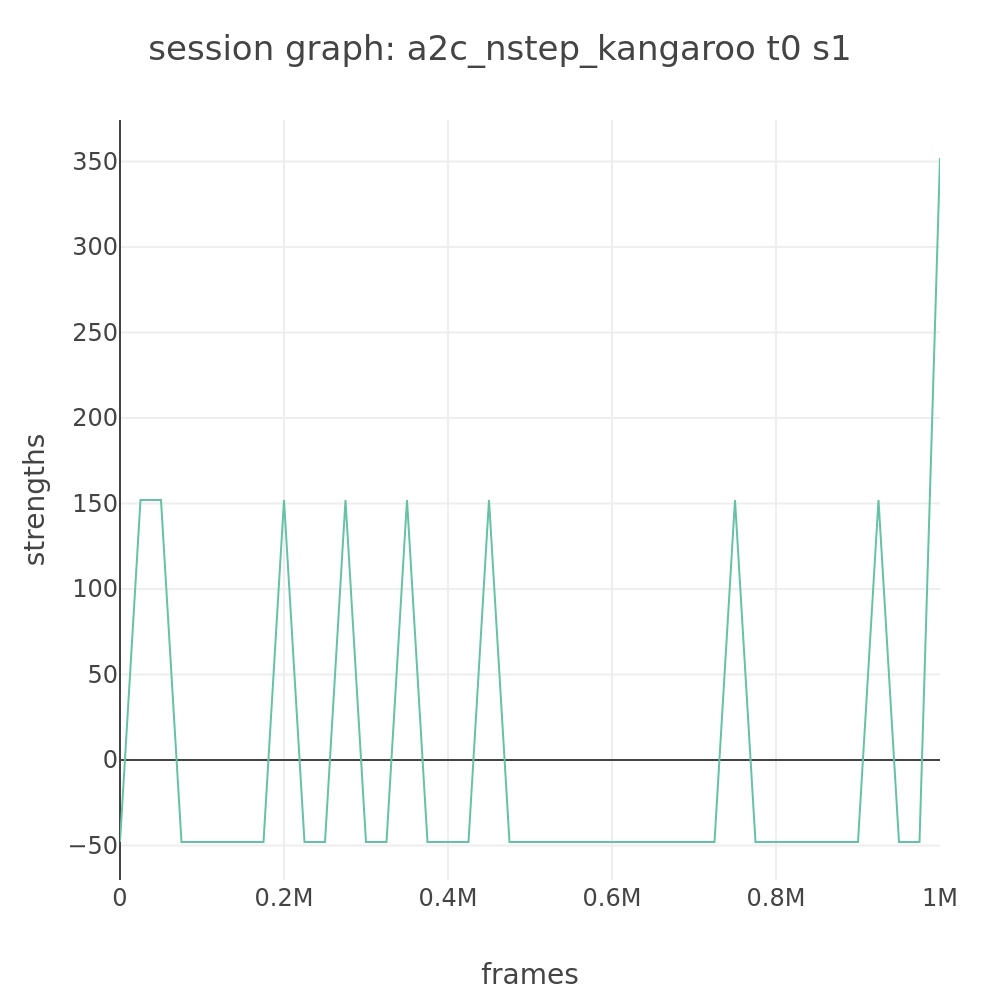 session graph: a2c_nstep_kangaroo t0 s1
350
300
250
200
150
100
50
0
−50
strengths
0
0.2M
0.4M
0.6M
0.8M
1M
frames